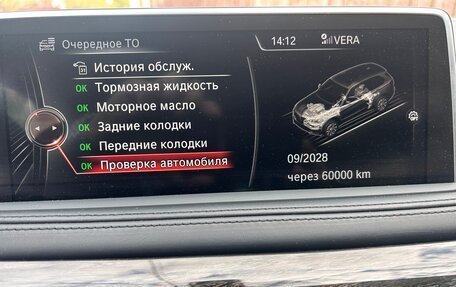 Очередное ТО
14:12
VERA
История обслуж.
OK Тормозная жидкость
OK Моторное масло
OK Задние колодки
OK Передние колодки
OK Проверка автомобиля
09/2028
через 60000 km